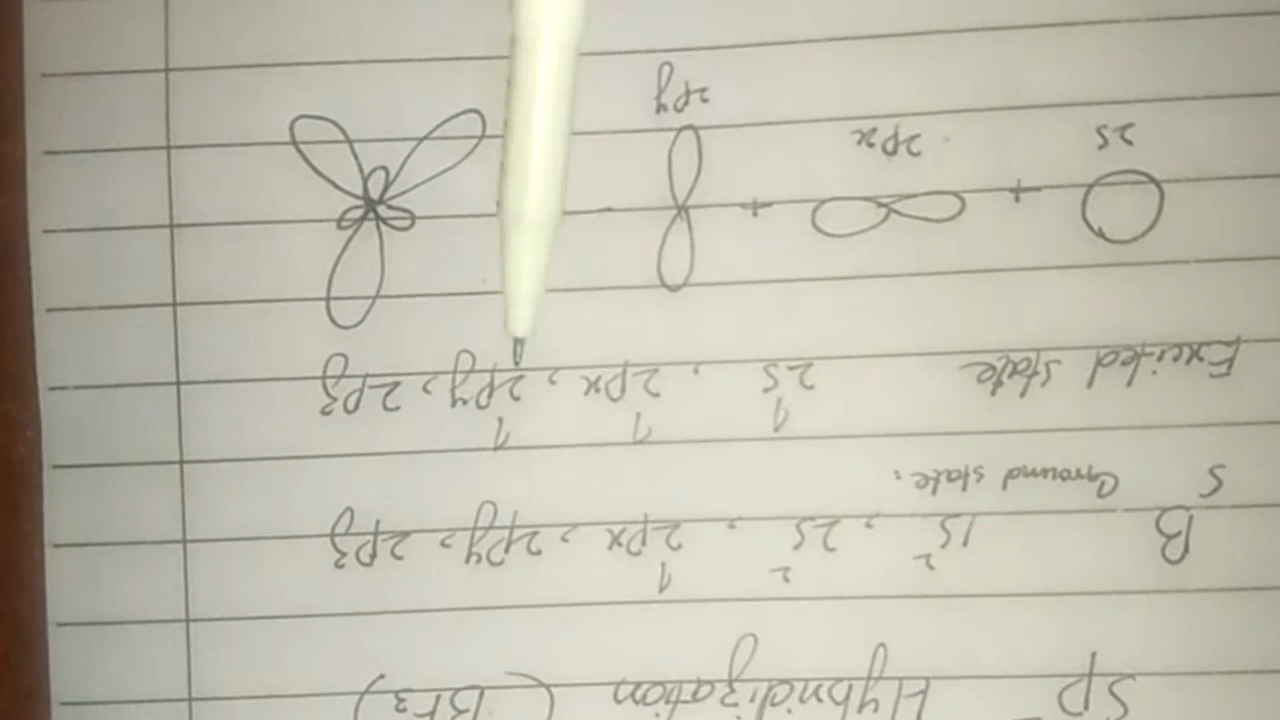 Sp Hybridization (BF3)
B 1s², 2s², 2px¹, 2py, 2pz
5 Ground state:
Excited state 2s¹, 2px¹, 2py¹, 2pz
2s + 2px + 2py